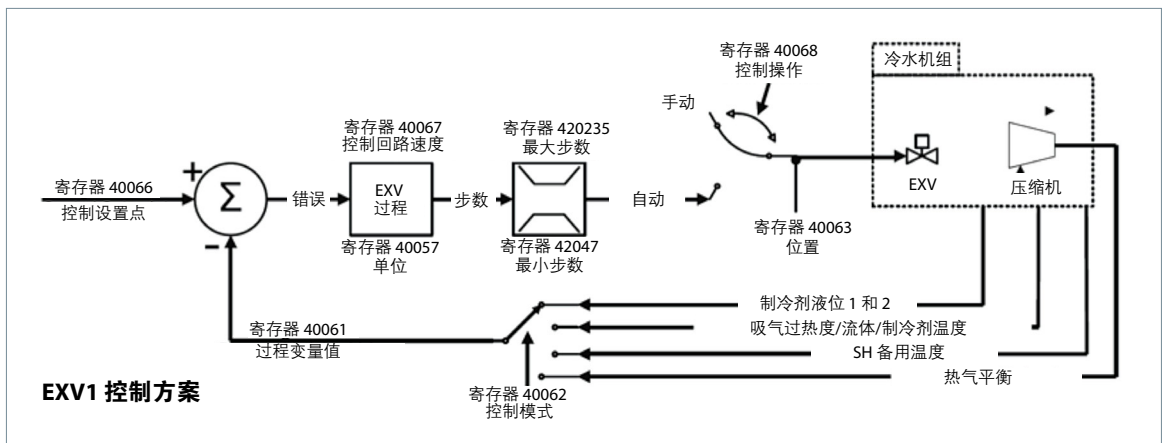 寄存器 40068
控制操作
冷水机组
手动
寄存器 40067
控制回路速度
寄存器 420235
最大步数
寄存器 40066
控制设置点
+
Σ
−
错误
EXV
过程
步数
自动
EXV
压缩机
寄存器 40057
单位
寄存器 42047
最小步数
寄存器 40063
位置
制冷剂液位 1 和 2
吸气过热度/流体/制冷剂温度
SH 备用温度
热气平衡
寄存器 40061
过程变量值
寄存器 40062
控制模式
EXV1 控制方案